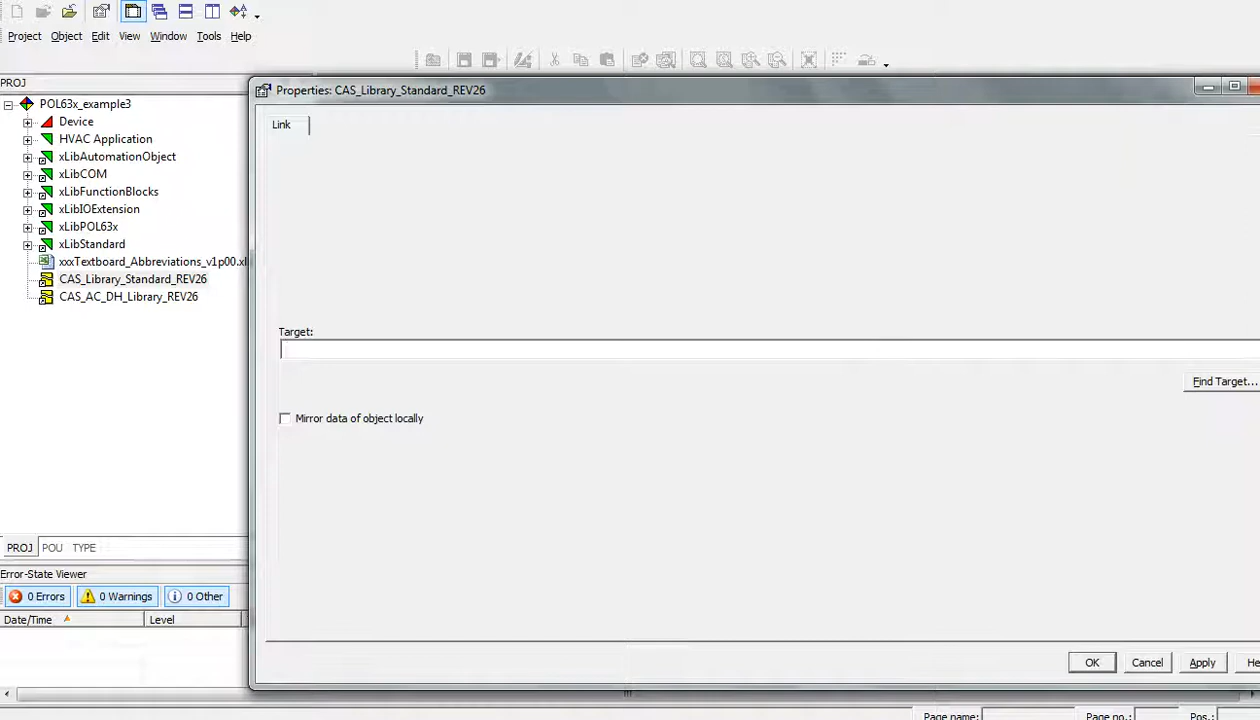 Project Object Edit View Window Tools Help
PROJ
Properties: CAS_Library_Standard_REV26
POL63x_example3
Link
Device
HVAC Application
xLibAutomationObject
xLibCOM
xLibFunctionBlocks
xLibIOExtension
xLibPOL63x
xLibStandard
xxxTextboard_Abbreviations_v1p00.xl
CAS_Library_Standard_REV26
CAS_AC_DH_Library_REV26
Target:
Find Target...
Mirror data of object locally
PROJ POU TYPE
Error-State Viewer
0 Errors 0 Warnings 0 Other
Date/Time Level
OK Cancel Apply He
Page name: Page no.: Pos.: